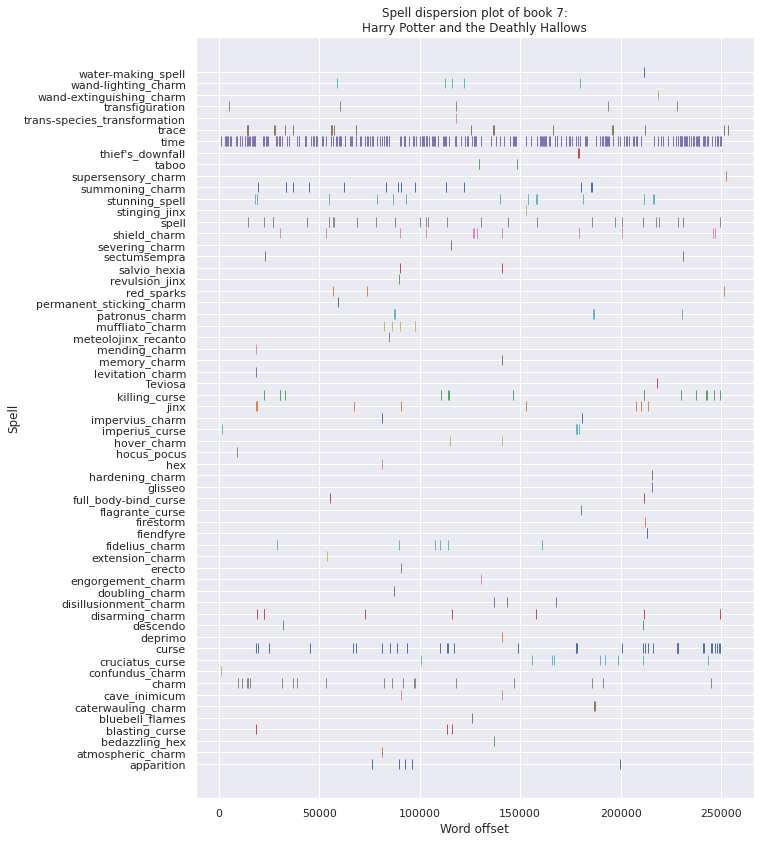 Spell dispersion plot of book 7:
Harry Potter and the Deathly Hallows
water-making_spell
wand-lighting_charm
wand-extinguishing_charm
transfiguration
trans-species_transformation
trace
time
thief's_downfall
taboo
supersensory_charm
summoning_charm
stunning_spell
stinging_jinx
spell
shield_charm
severing_charm
sectumsempra
salvio_hexia
revulsion_jinx
red_sparks
permanent_sticking_charm
patronus_charm
muffliato_charm
meteolojinx_recanto
mending_charm
memory_charm
levitation_charm
leviosa
killing_curse
jinx
impervius_charm
imperius_curse
hover_charm
hocus_pocus
hex
hardening_charm
glisseo
full_body-bind_curse
flagrante_curse
firestorm
fiendfyre
fidelius_charm
extension_charm
erecto
engorgement_charm
doubling_charm
disillusionment_charm
disarming_charm
descendo
deprimo
curse
cruciatus_curse
confundus_charm
charm
cave_inimicum
caterwauling_charm
bluebell_flames
blasting_curse
bedazzling_hex
atmospheric_charm
apparition
Spell
0 50000 100000 150000 200000 250000
Word offset